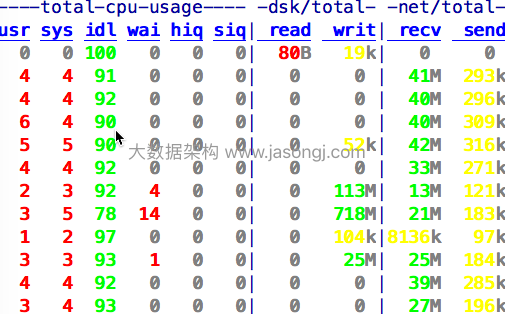 ----total-cpu-usage---- -dsk/total- -net/total-
usr sys idl wai hiq siq| read writ| recv send
0 0 100 0 0 0| 80B 19k| 0 0
4 4 91 0 0 0| 0 0 | 41M 293k
4 4 92 0 0 0| 0 0 | 40M 296k
6 4 90 0 0 0| 0 0 | 40M 309k
5 5 90 0 0 0| 0 52k| 42M 316k
大数据架构 www.jasongj.com
4 4 92 0 0 0| 0 0 | 33M 271k
2 3 92 4 0 0| 0 113M| 13M 121k
3 5 78 14 0 0| 0 718M| 21M 183k
1 2 97 0 0 0| 0 104k|8136k 97k
3 3 93 1 0 0| 0 25M| 25M 184k
4 4 92 0 0 0| 0 0 | 39M 285k
3 4 93 0 0 0| 0 0 | 27M 196k